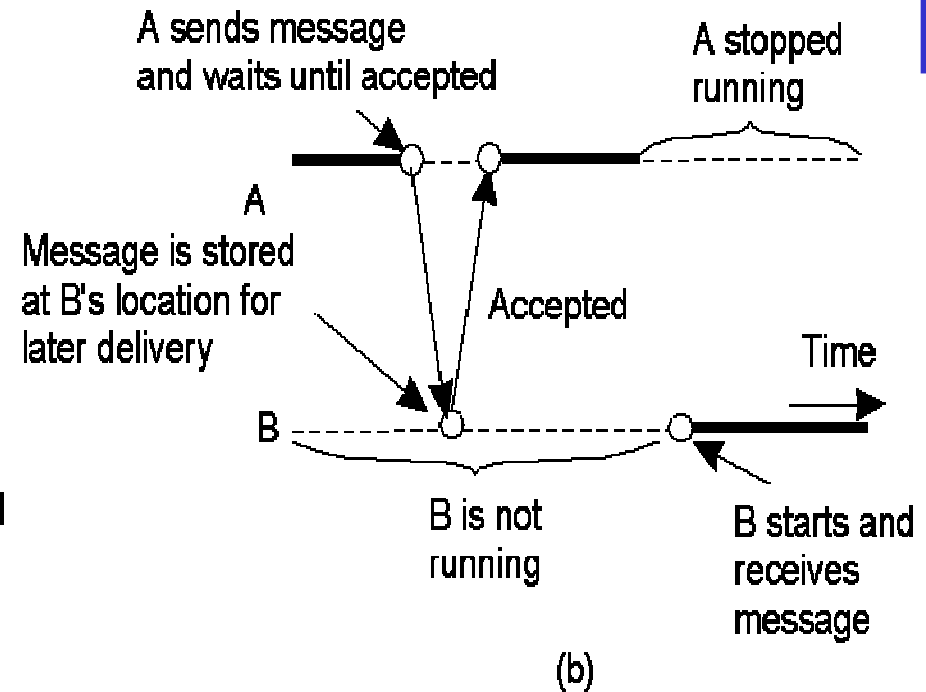 A sends message
and waits until accepted
A stopped
running
A
Message is stored
at B's location for
later delivery
Accepted
Time
B
B is not
running
B starts and
receives
message
(b)